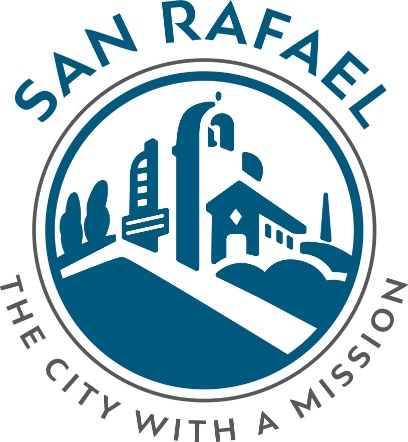 SAN RAFAEL
THE CITY WITH A MISSION